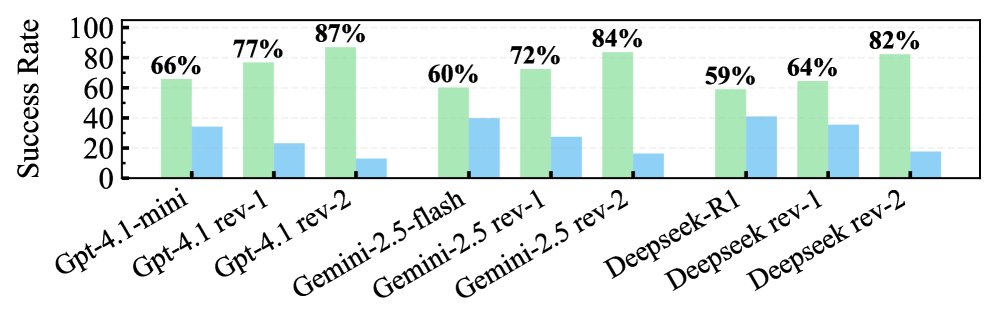 Success Rate
100
80
60
40
20
0
66%
77%
87%
60%
72%
84%
59%
64%
82%
Gpt-4.1-mini
Gpt-4.1 rev-1
Gpt-4.1 rev-2
Gemini-2.5-flash
Gemini-2.5 rev-1
Gemini-2.5 rev-2
Deepseek-R1
Deepseek rev-1
Deepseek rev-2